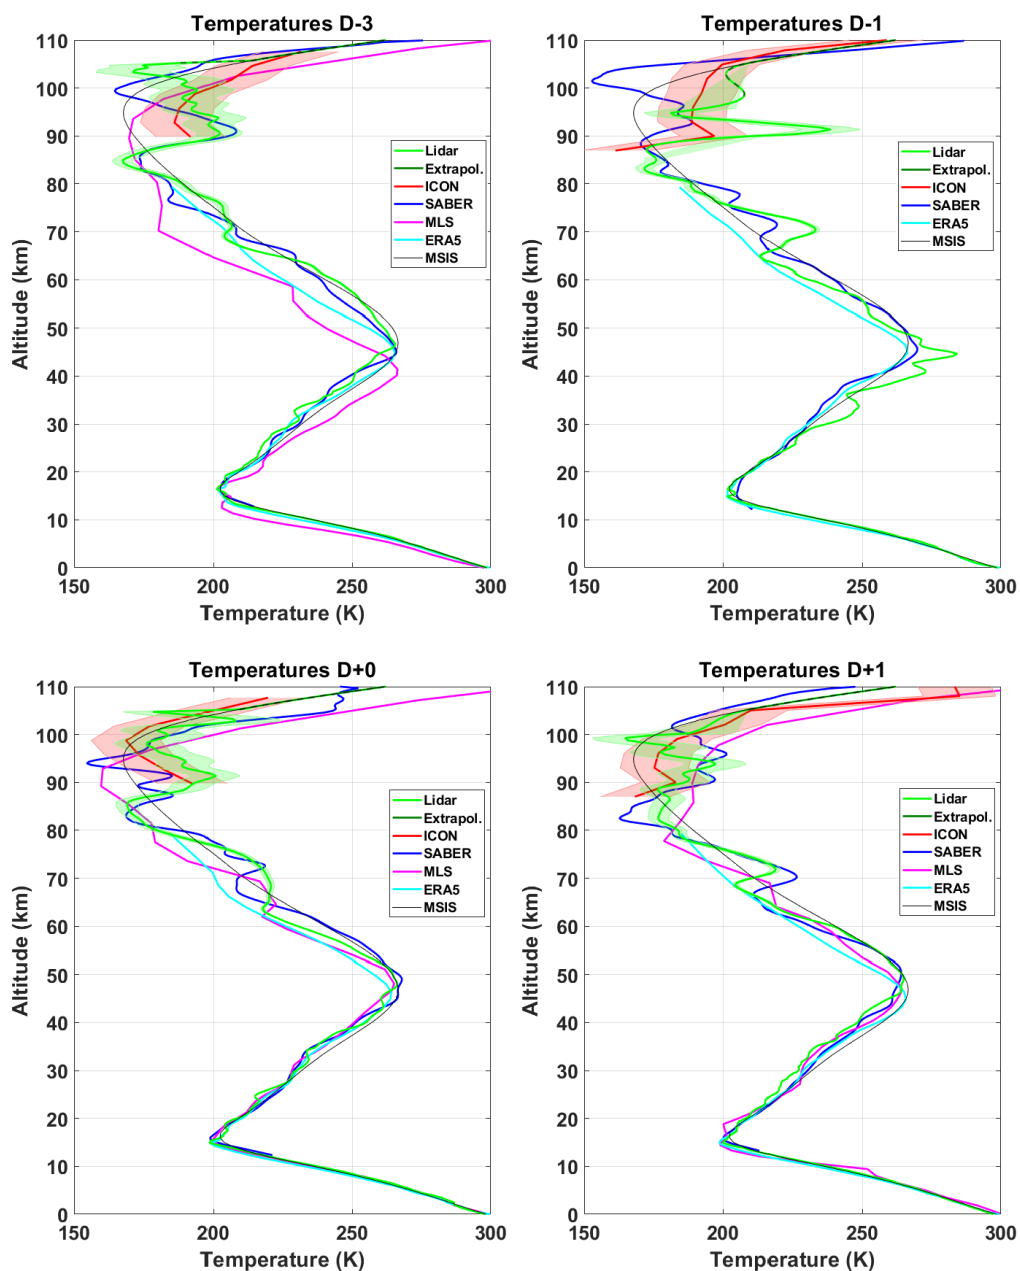 Temperatures D-3
110
100
90
80
70
60
50
40
30
20
10
0
Altitude (km)
Lidar
Extrapol.
ICON
SABER
MLS
ERA5
MSIS
150 200 250 300
Temperature (K)
Temperatures D-1
110
100
90
80
70
60
50
40
30
20
10
0
Altitude (km)
Lidar
Extrapol.
ICON
SABER
ERA5
MSIS
150 200 250 300
Temperature (K)
Temperatures D+0
110
100
90
80
70
60
50
40
30
20
10
0
Altitude (km)
Lidar
Extrapol.
ICON
SABER
MLS
ERA5
MSIS
150 200 250 300
Temperature (K)
Temperatures D+1
110
100
90
80
70
60
50
40
30
20
10
0
Altitude (km)
Lidar
Extrapol.
ICON
SABER
MLS
ERA5
MSIS
150 200 250 300
Temperature (K)